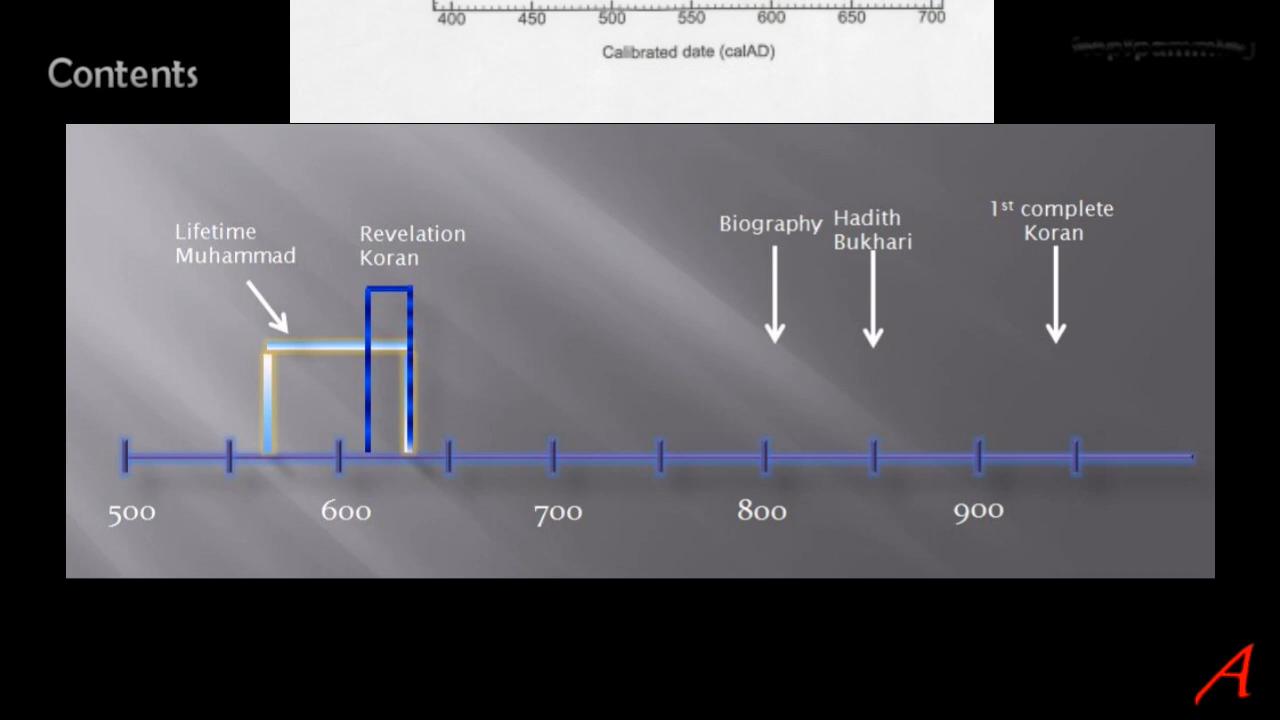 400 450 500 550 600 650 700
Calibrated date (calAD)
Contents
Lifetime
Muhammad
Revelation
Koran
Biography
Hadith
Bukhari
1st complete
Koran
500 600 700 800 900
A